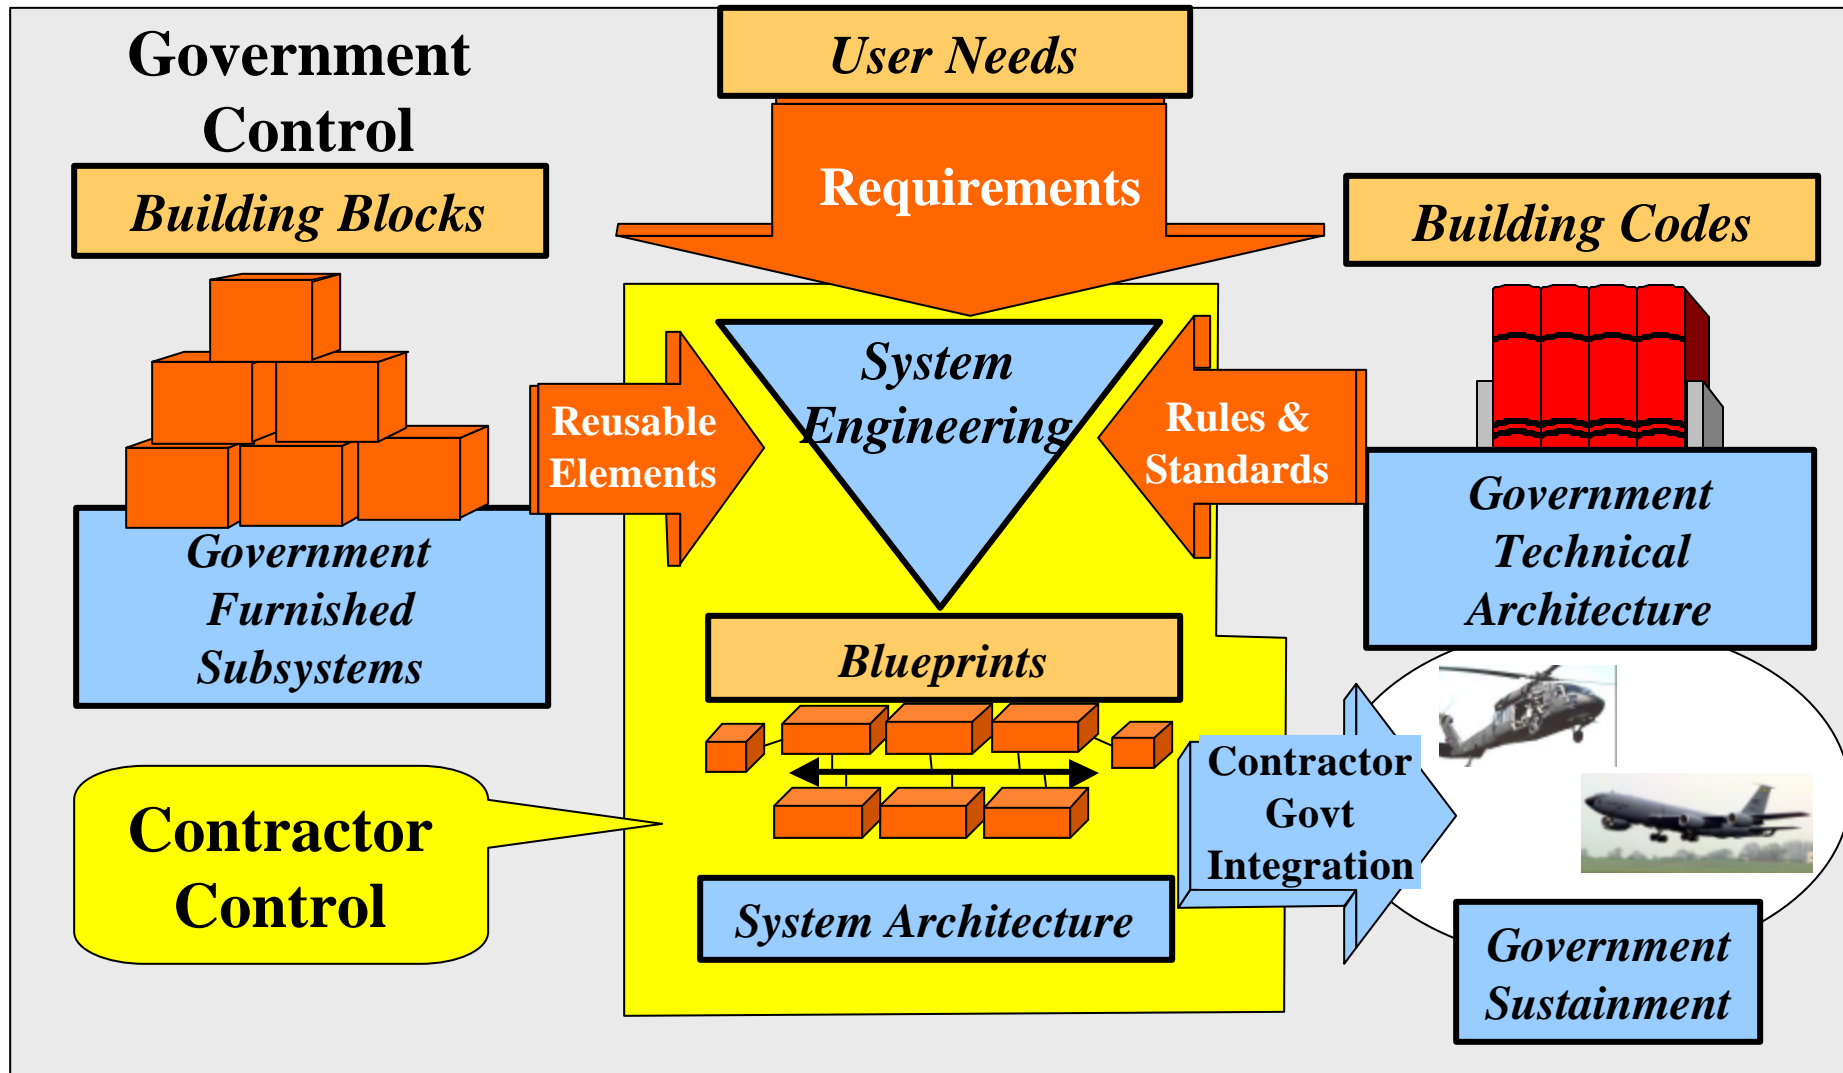 Government
Control
User Needs
Requirements
Building Blocks
Building Codes
System
Engineering
Reusable
Elements
Rules &
Standards
Government
Furnished
Subsystems
Government
Technical
Architecture
Blueprints
Contractor
Control
Contractor
Govt
Integration
System Architecture
Government
Sustainment